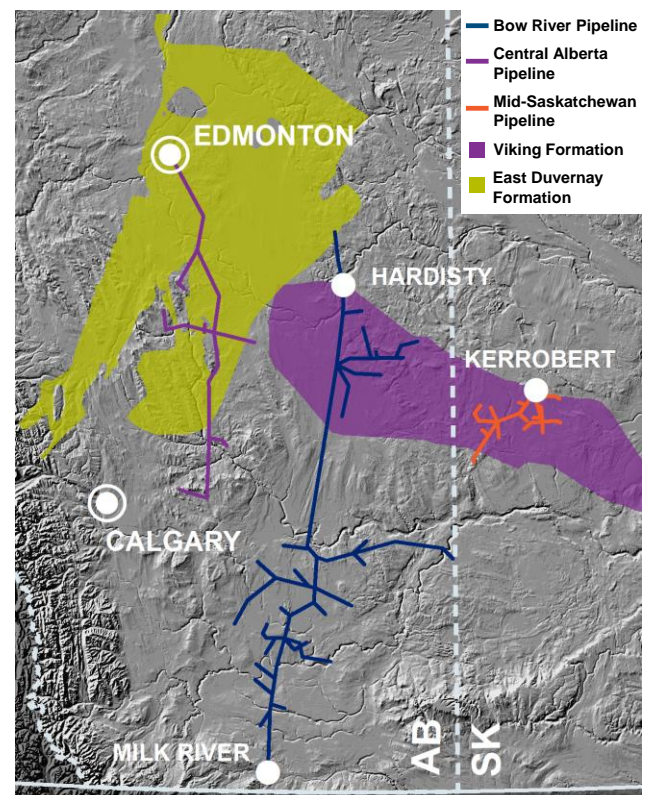 Bow River Pipeline
Central Alberta
Pipeline
Mid-Saskatchewan
Pipeline
Viking Formation
East Duvernay
Formation
EDMONTON
HARDISTY
KERROBERT
CALGARY
MILK RIVER
AB
SK